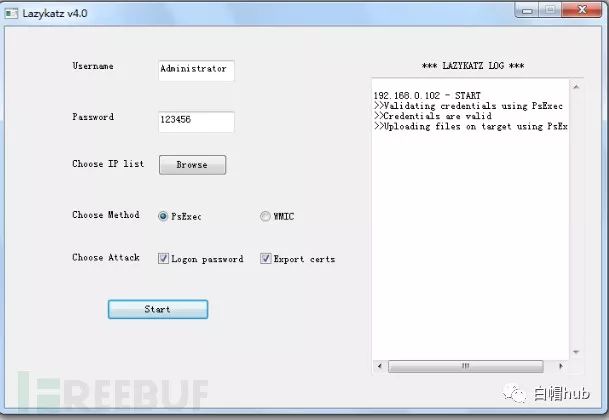 Lazykatz v4.0
Username
Administrator
Password
123456
Choose IP list
Browse
Choose Method
PsExec
WMIC
Choose Attack
Logon password
Export certs
Start
*** LAZYKATZ LOG ***
192.168.0.102 - START
>>Validating credentials using PsExec
>>Credentials are valid
>>Uploading files on target using PsEx
FREEBUF
白帽hub